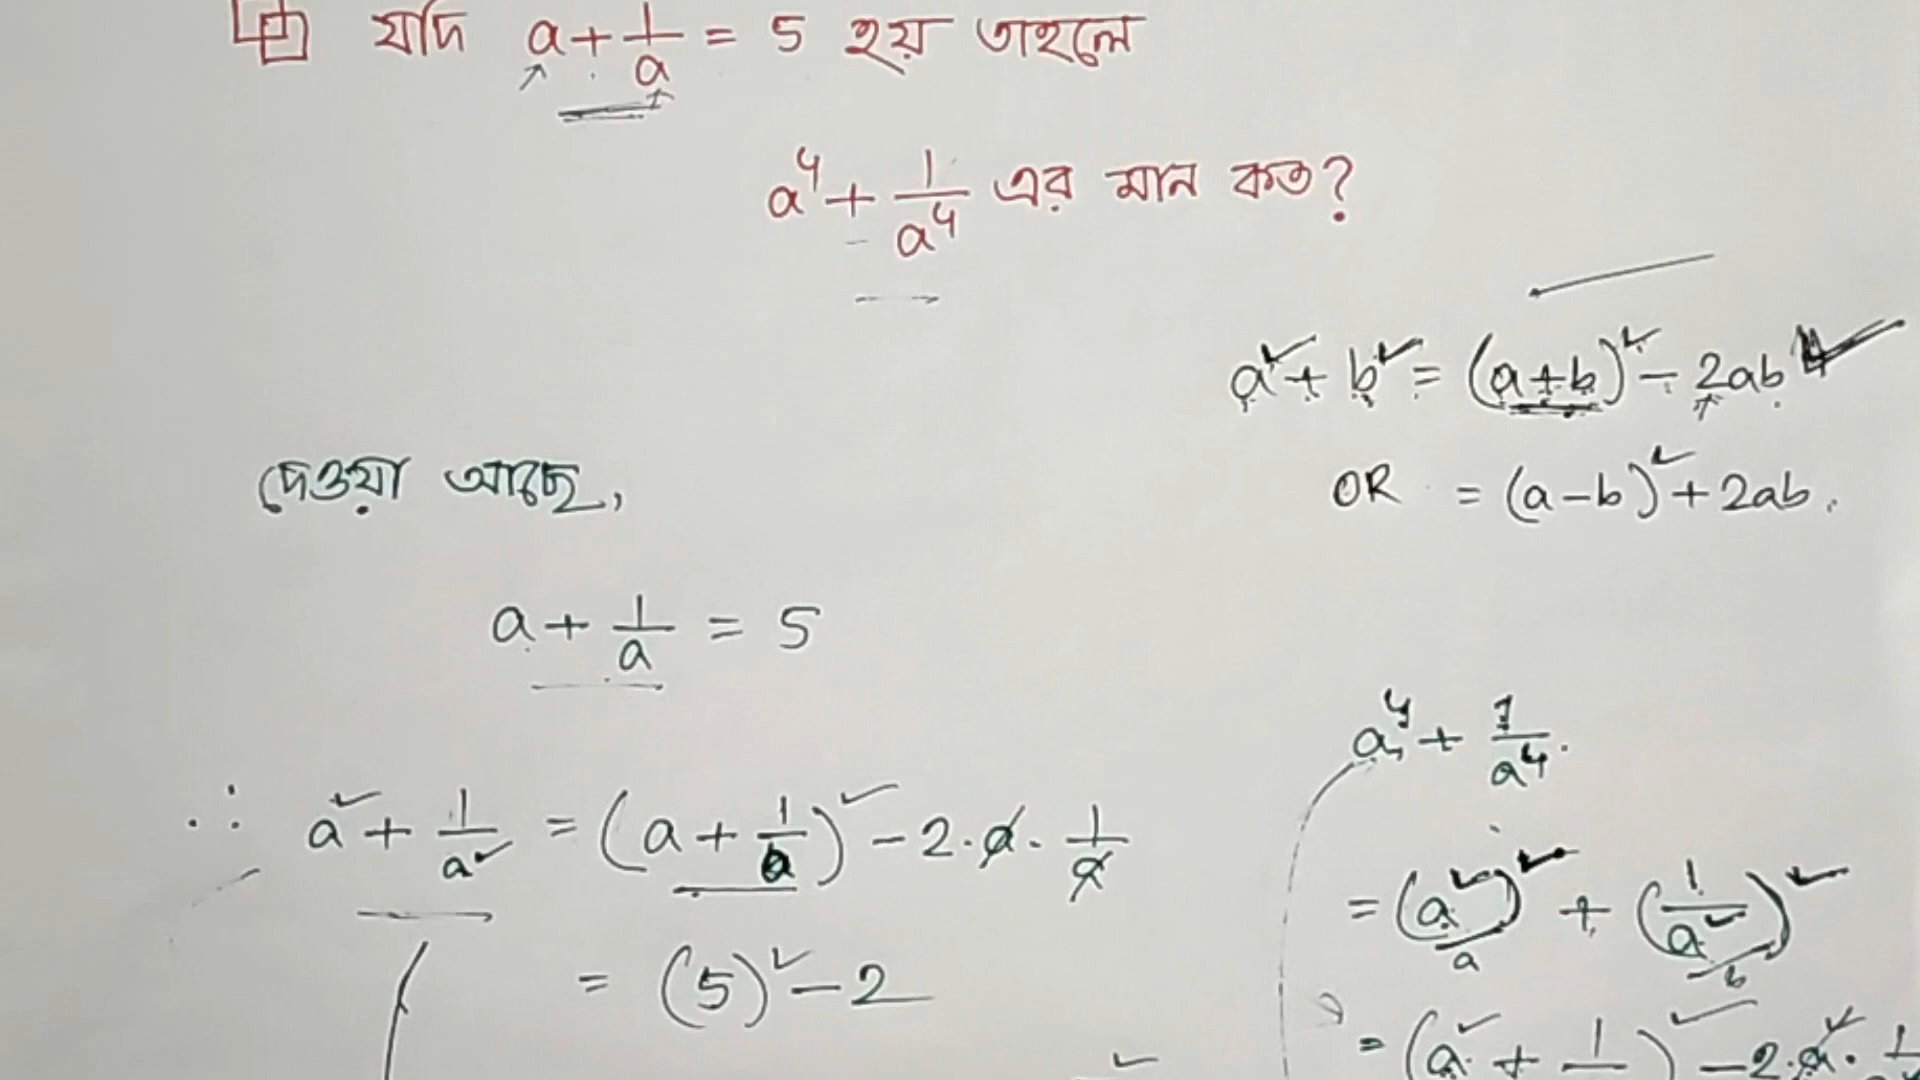 যদি a + 1/a = 5 হয় তাহলে
a⁴ + 1/a⁴ এর মান কত?
a² + b² = (a+b)² - 2ab
OR = (a-b)² + 2ab.
দেওয়া আছে,
a + 1/a = 5
∴ a² + 1/a² = (a + 1/a)² - 2·a·1/a
= (5)² - 2
a⁴ + 1/a⁴.
= (a²)² + (1/a²)²
a b
= (a² + 1
)² - 2·a²· 1